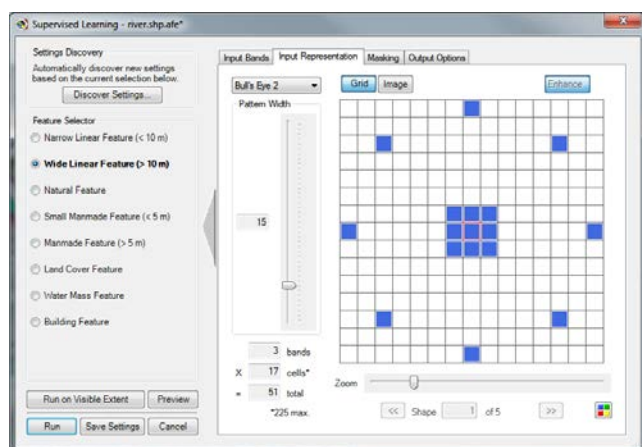 Supervised Learning - river.shp.afe*
Settings Discovery
Automatically discover new settings
based on the current selection below.
Discover Settings...
Feature Selector
Narrow Linear Feature (< 10 m)
Wide Linear Feature (> 10 m)
Natural Feature
Small Manmade Feature (< 5 m)
Manmade Feature (> 5 m)
Land Cover Feature
Water Mass Feature
Building Feature
Run on Visible Extent
Preview
Run
Save Settings
Cancel
Input Bands
Input Representation
Masking
Output Options
Bull's Eye 2
Grid
Image
Enhance
Pattern Width
15
3 bands
X 17 cells*
= 51 total
*225 max.
Zoom
<< Shape 1 of 5 >>